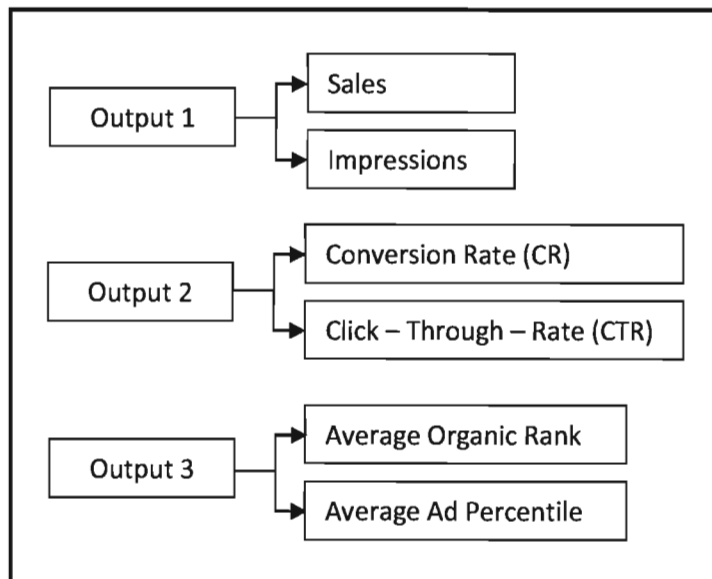 Output 1
Sales
Impressions
Output 2
Conversion Rate (CR)
Click – Through – Rate (CTR)
Output 3
Average Organic Rank
Average Ad Percentile